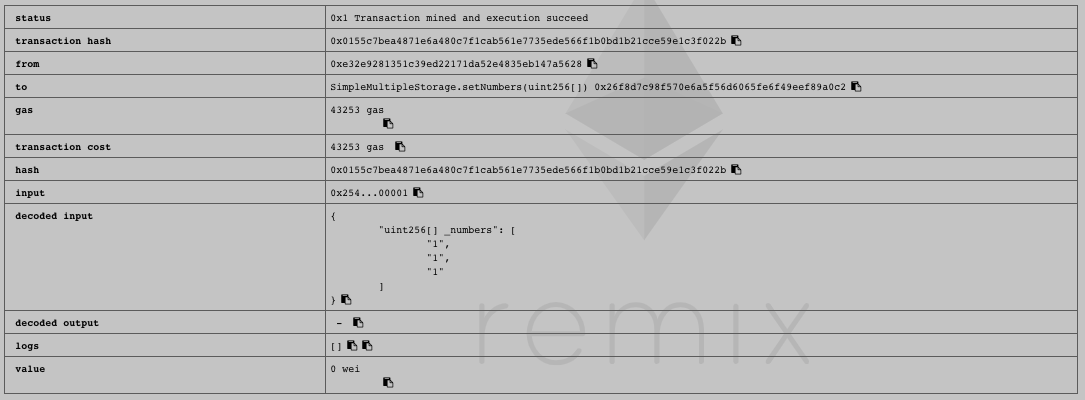 status 0x1 Transaction mined and execution succeed
transaction hash 0x0155c7bea4871e6a480c7f1cab561e7735ede566f1b0bd1b21cce59e1c3f022b
from 0xe32e9281351c39ed22171da52e4835eb147a5628
to SimpleMultipleStorage.setNumbers(uint256[]) 0x26f8d7c98f570e6a5f56d6065fe6f49eef89a0c2
gas 43253 gas
transaction cost 43253 gas
hash 0x0155c7bea4871e6a480c7f1cab561e7735ede566f1b0bd1b21cce59e1c3f022b
input 0x254...00001
decoded input {
"uint256[] _numbers": [
"1",
"1",
"1"
]
}
decoded output -
logs []
value 0 wei
remix